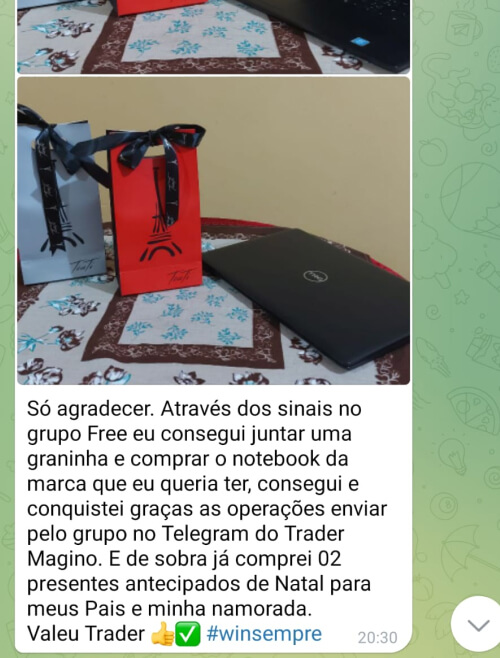 DELL
Só agradecer. Através dos sinais no
grupo Free eu consegui juntar uma
graninha e comprar o notebook da
marca que eu queria ter, consegui e
conquistei graças as operações enviar
pelo grupo no Telegram do Trader
Magino. E de sobra já comprei 02
presentes antecipados de Natal para
meus Pais e minha namorada.
Valeu Trader 👍✅ #winsempre
20:30